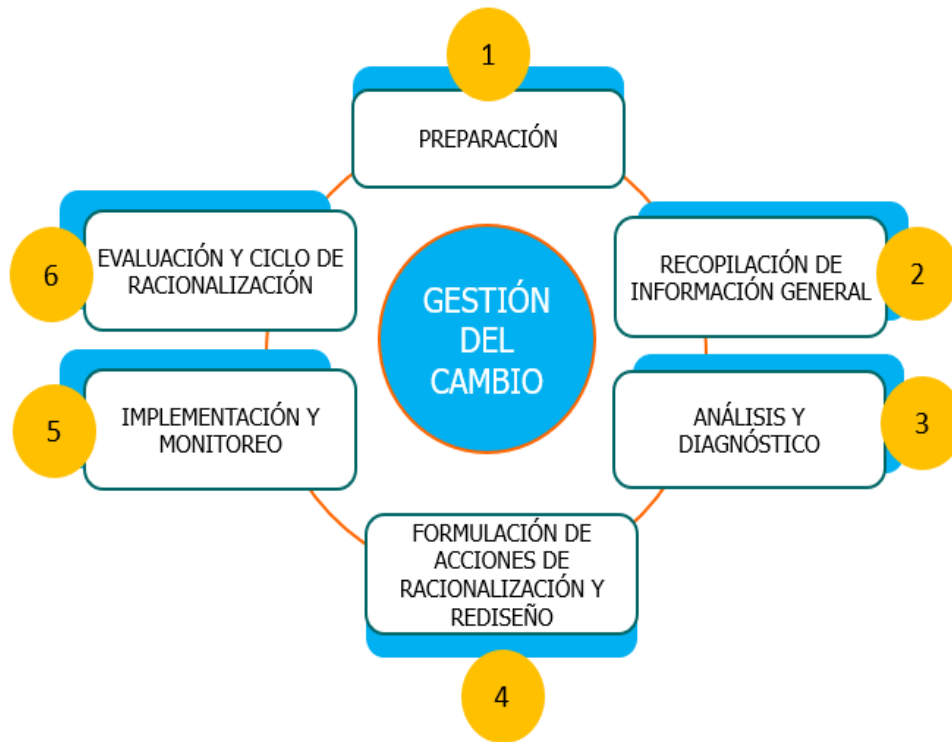 1
PREPARACIÓN
2
RECOPILACIÓN DE
INFORMACIÓN GENERAL
3
ANÁLISIS Y
DIAGNÓSTICO
4
FORMULACIÓN DE
ACCIONES DE
RACIONALIZACIÓN Y
REDISEÑO
5
IMPLEMENTACIÓN Y
MONITOREO
6
EVALUACIÓN Y CICLO DE
RACIONALIZACIÓN
GESTIÓN
DEL
CAMBIO